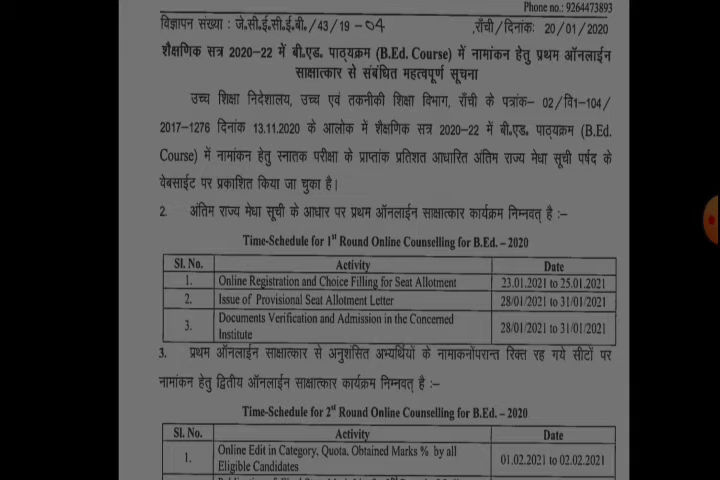 Phone no.: 9264473893
विज्ञापन संख्या : जे.सी.ई.सी.ई.बी./43/19-04 राँची/दिनांक: 20/01/2020
शैक्षणिक सत्र 2020-22 में बी.एड. पाठ्यक्रम (B.Ed. Course) में नामांकन हेतु प्रथम ऑनलाईन
साक्षात्कार से संबंधित महत्वपूर्ण सूचना
उच्च शिक्षा निदेशालय, उच्च एवं तकनीकी शिक्षा विभाग, राँची के पत्रांक- 02/वि1-104/
2017-1276 दिनांक 13.11.2020 के आलोक में शैक्षणिक सत्र 2020-22 में बी.एड. पाठ्यक्रम (B.Ed.
Course) में नामांकन हेतु स्नातक परीक्षा के प्राप्तांक प्रतिशत आधारित अंतिम राज्य मेधा सूची पर्षद के
वेबसाईट पर प्रकाशित किया जा चुका है।
2. अंतिम राज्य मेधा सूची के आधार पर प्रथम ऑनलाईन साक्षात्कार कार्यक्रम निम्नवत् है :-
Time-Schedule for 1st Round Online Counselling for B.Ed. – 2020
Sl. No. Activity Date
1. Online Registration and Choice Filling for Seat Allotment 23.01.2021 to 25.01.2021
2. Issue of Provisional Seat Allotment Letter 28/01/2021 to 31/01/2021
3. Documents Verification and Admission in the Concerned Institute 28/01/2021 to 31/01/2021
3. प्रथम ऑनलाईन साक्षात्कार से अनुशंसित अभ्यर्थियों के नामाकनोंपरान्त रिक्त रह गये सीटों पर
नामांकन हेतु द्वितीय ऑनलाईन साक्षात्कार कार्यक्रम निम्नवत् है :-
Time-Schedule for 2st Round Online Counselling for B.Ed. – 2020
Sl. No. Activity Date
1. Online Edit in Category, Quota, Obtained Marks % by all Eligible Candidates 01.02.2021 to 02.02.2021